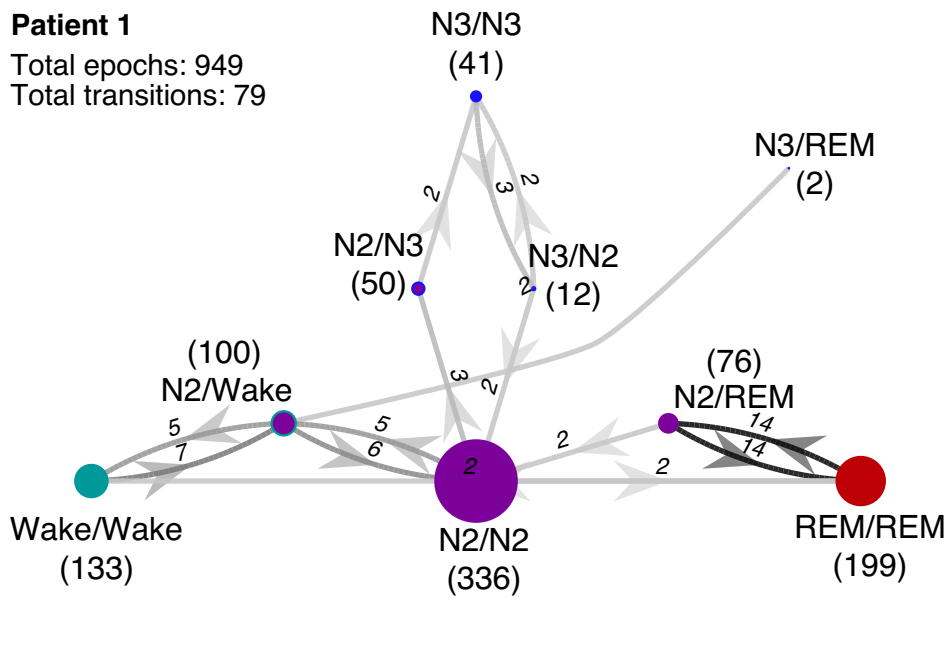 Patient 1
Total epochs: 949
Total transitions: 79
N3/N3
(41)
N3/REM
(2)
2
3
2
N2/N3
(50)
N3/N2
(12)
2
(100)
N2/Wake
(76)
N2/REM
3
2
5
7
5
6
2
14
14
2
2
Wake/Wake
(133)
N2/N2
(336)
REM/REM
(199)